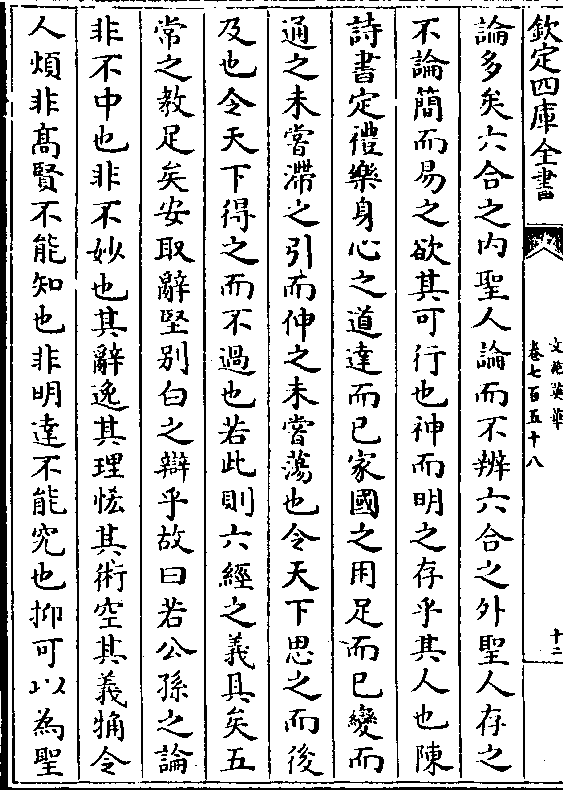 欽定四庫全書
文苑英華
卷七百五十八
十二
論多矣六合之内聖人論而不辨六合之外聖人存之
不論簡而易之欲其可行也神而明之存乎其人也陳
詩書定禮樂身心之道達而已家國之用足而已變而
通之未嘗滯之引而伸之未嘗蕩也令天下思之而後
及也令天下得之而不過也若此則六經之義具矣五
常之教足矣安取辭堅別白之辯乎故曰若公孫之論
非不中也非不妙也其辭逸其理恢其術空其義犕令
人煩非髙賢不能知也非明達不能究也抑可以為聖